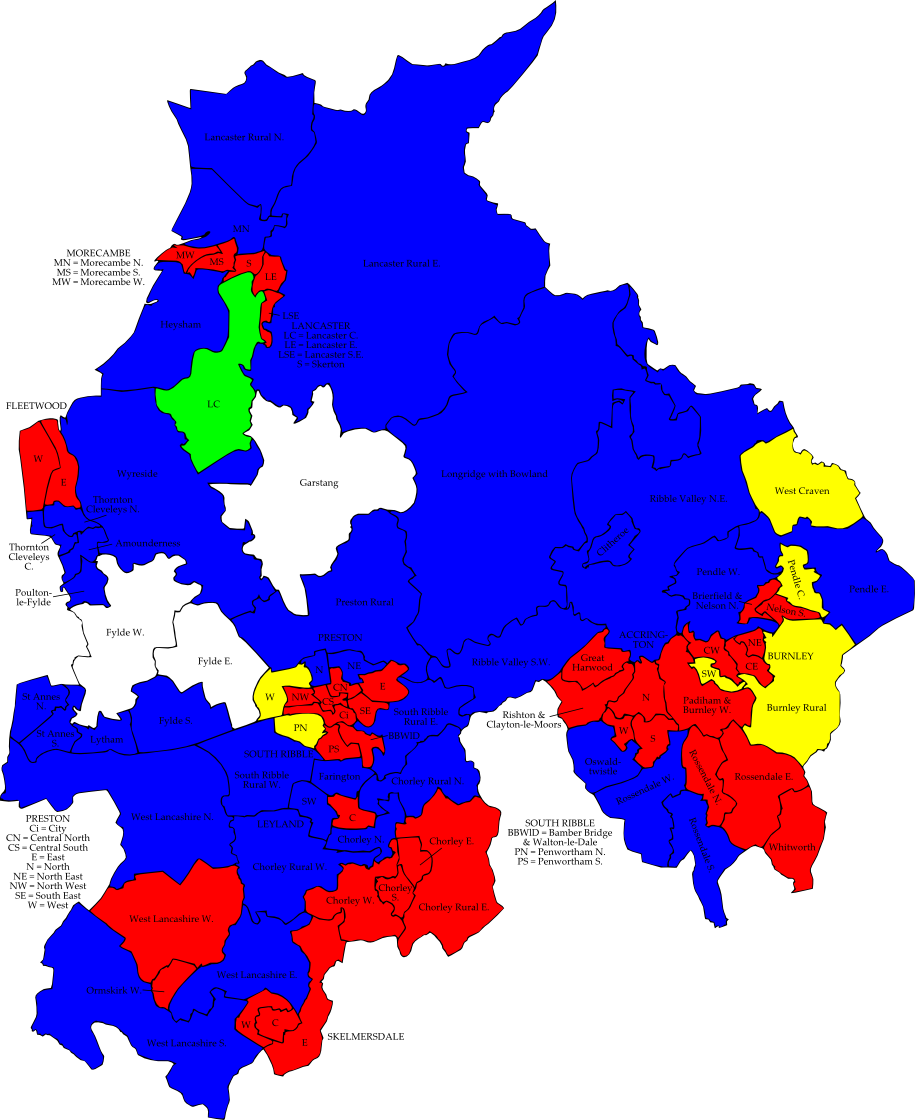 Lancaster Rural N.
MN
MORECAMBE
MN = Morecambe N.
MS = Morecambe S.
MW = Morecambe W.
MW
MS
S
LE
Lancaster Rural E.
Heysham
LSE
LANCASTER
LC = Lancaster C.
LE = Lancaster E.
LSE = Lancaster S.E.
S = Skerton
LC
FLEETWOOD
W
E
Wyreside
Garstang
Longridge with Bowland
Ribble Valley N.E.
West Craven
Thornton
Cleveleys N.
Amounderness
Thornton
Cleveleys
C.
Poulton-
le-Fylde
Clitheroe
Pendle W.
Pendle C.
Pendle E.
Brierfield &
Nelson N.
Nelson S.
Preston Rural
Fylde W.
Fylde E.
PRESTON
N
NE
W
NW
CN
CS
Ci
E
SE
PN
PS
Ribble Valley S.W.
ACCRING-
TON
Great
Harwood
Rishton &
Clayton-le-Moors
N
W
S
CW
NE
CE
SW
BURNLEY
Padiham &
Burnley W.
Burnley Rural
St Annes
N.
St Annes
S.
Lytham
Fylde S.
South Ribble
Rural E.
BBWID
SOUTH RIBBLE
South Ribble
Rural W.
Farington
Chorley Rural N.
SW
C
LEYLAND
Chorley N.
Oswald-
twistle
Rossendale W.
Rossendale N.
Rossendale E.
Rossendale S.
Whitworth
West Lancashire N.
PRESTON
Ci = City
CN = Central North
CS = Central South
E = East
N = North
NE = North East
NW = North West
SE = South East
W = West
SOUTH RIBBLE
BBWID = Bamber Bridge
& Walton-le-Dale
PN = Penwortham N.
PS = Penwortham S.
Chorley Rural W.
Chorley E.
Chorley
S.
Chorley W.
Chorley Rural E.
West Lancashire W.
Ormskirk W.
West Lancashire E.
West Lancashire S.
W
C
E
SKELMERSDALE